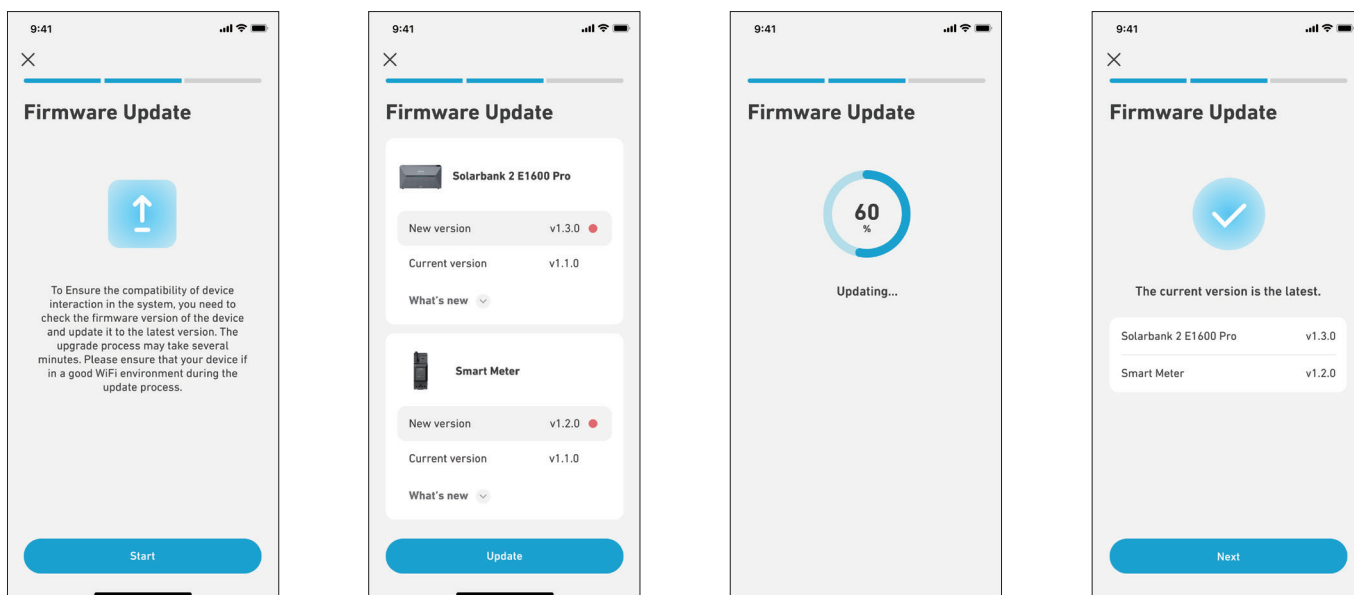 9:41
Firmware Update
To Ensure the compatibility of device
interaction in the system, you need to
check the firmware version of the device
and update it to the latest version. The
upgrade process may take several
minutes. Please ensure that your device if
in a good WiFi environment during the
update process.
Start
9:41
Firmware Update
Solarbank 2 E1600 Pro
New version v1.3.0
Current version v1.1.0
What's new
Smart Meter
New version v1.2.0
Current version v1.1.0
What's new
Update
9:41
Firmware Update
60
%
Updating...
9:41
Firmware Update
The current version is the latest.
Solarbank 2 E1600 Pro v1.3.0
Smart Meter v1.2.0
Next